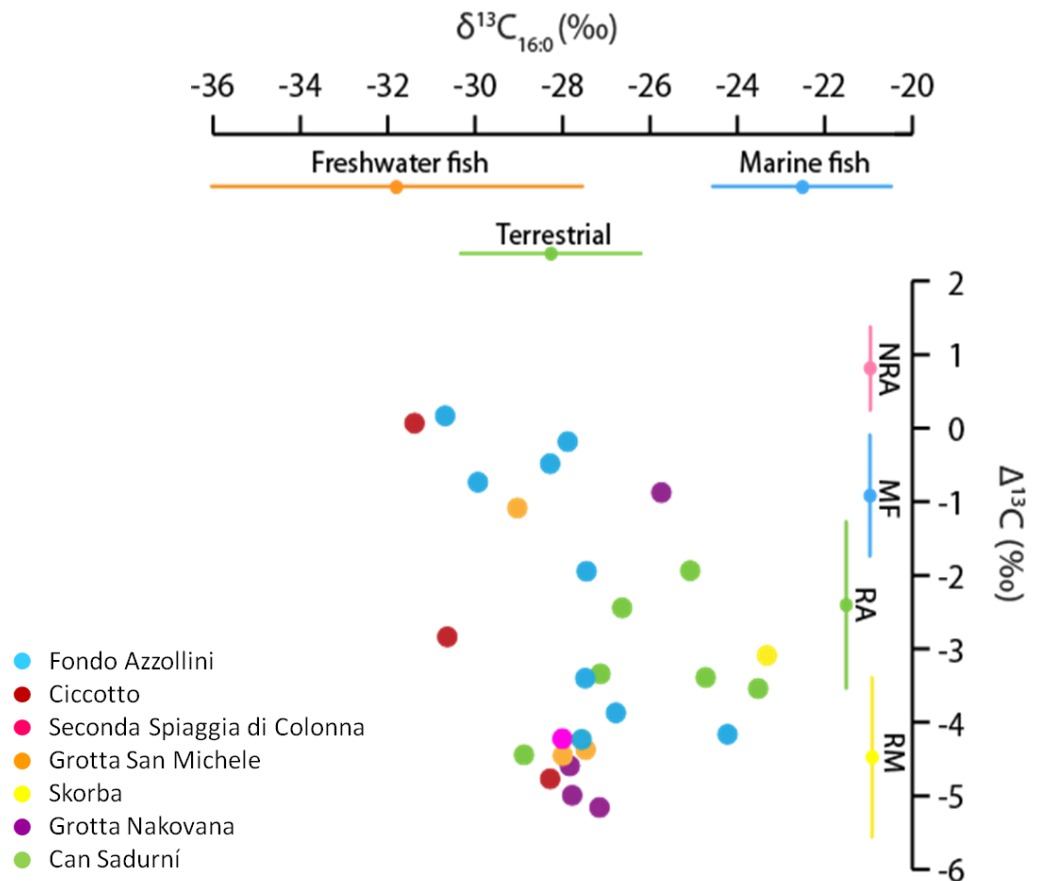 δ¹³C₁₆:₀ (‰)
-36 -34 -32 -30 -28 -26 -24 -22 -20
Freshwater fish Marine fish
Terrestrial
2
1
0
-1
-2
-3
-4
-5
-6
NRA
MF
RA
RM
Δ¹³C (‰)
Fondo Azzollini
Ciccotto
Seconda Spiaggia di Colonna
Grotta San Michele
Skorba
Grotta Nakovana
Can Sadurní